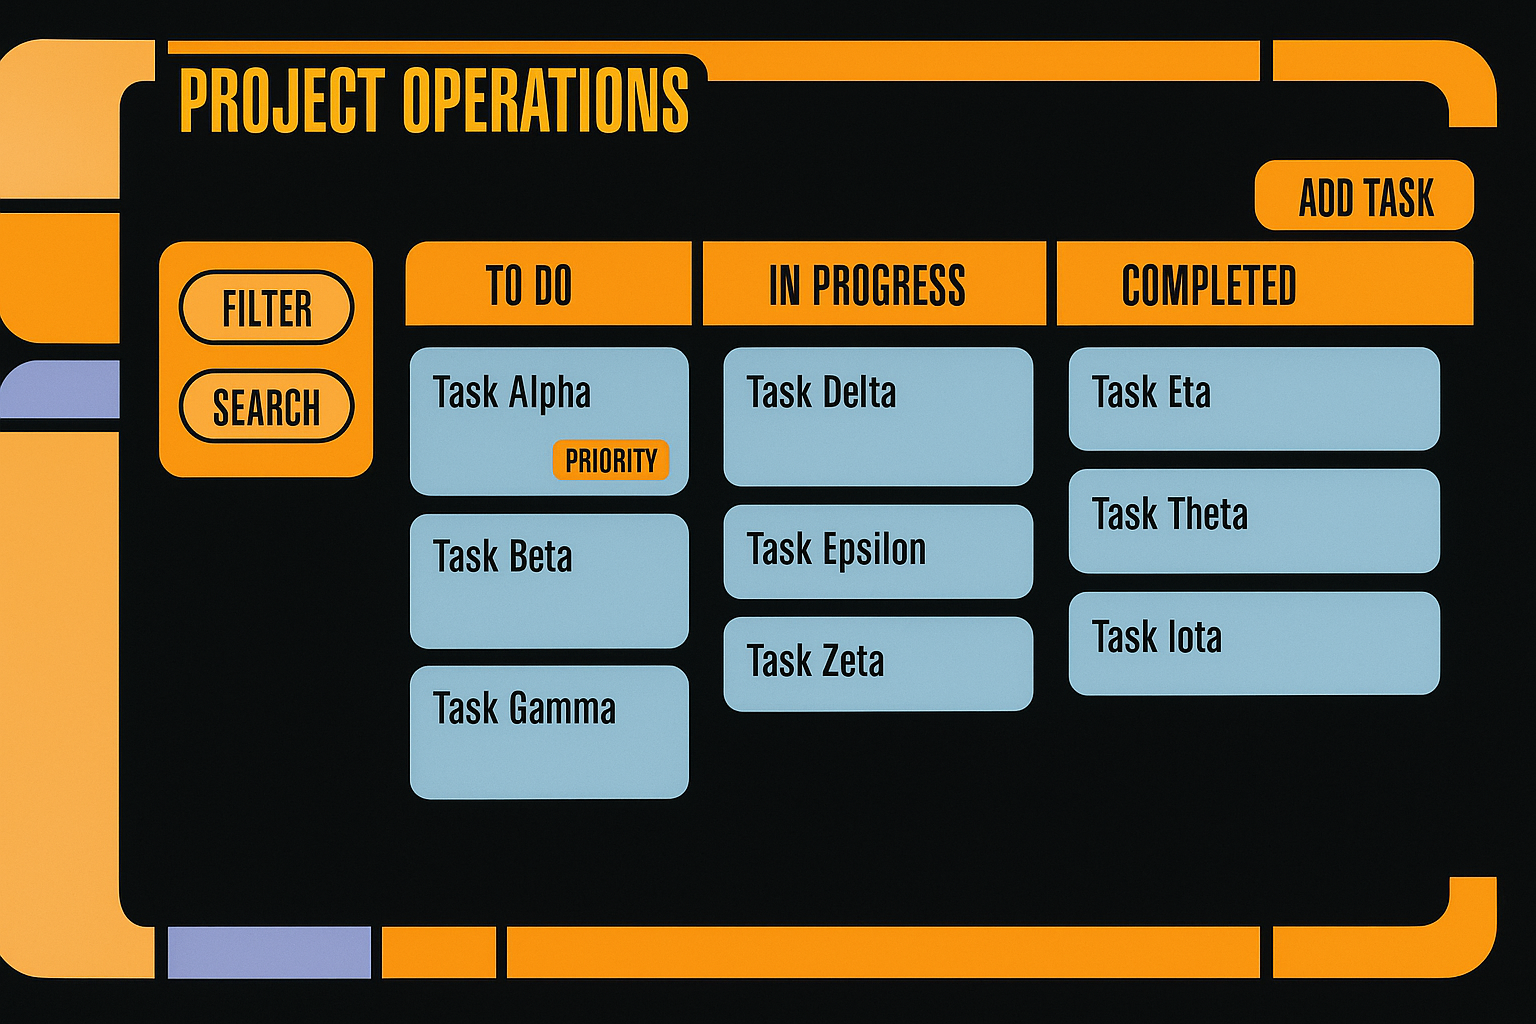 PROJECT OPERATIONS
ADD TASK
FILTER
SEARCH
TO DO
Task Alpha
PRIORITY
Task Beta
Task Gamma
IN PROGRESS
Task Delta
Task Epsilon
Task Zeta
COMPLETED
Task Eta
Task Theta
Task Iota